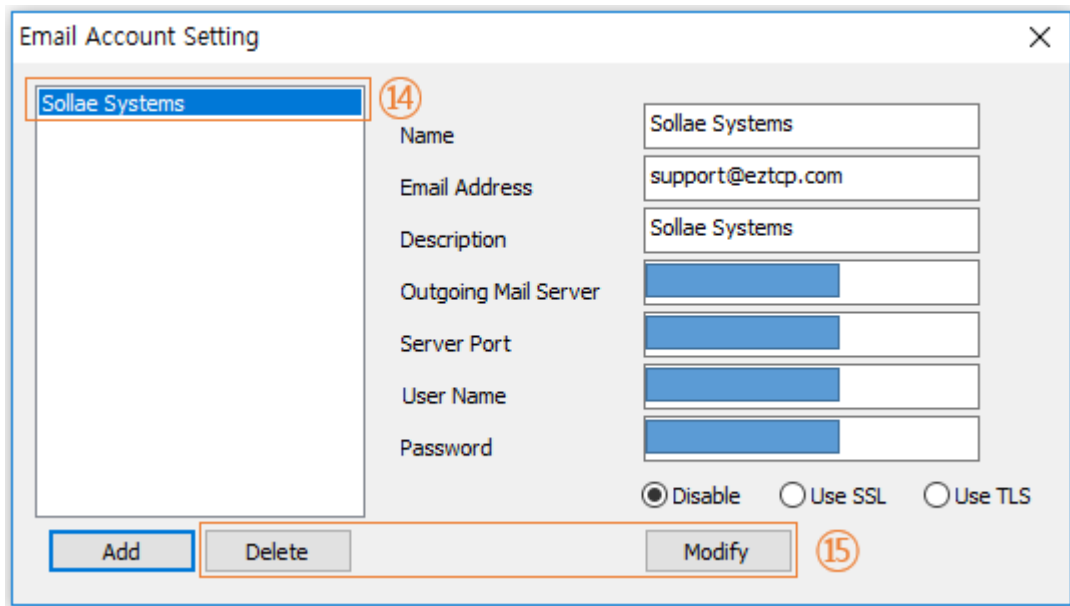 Email Account Setting
Sollae Systems
⑭
Name
Sollae Systems
Email Address
support@eztcp.com
Description
Sollae Systems
Outgoing Mail Server
Server Port
User Name
Password
Disable Use SSL Use TLS
Add Delete Modify ⑮